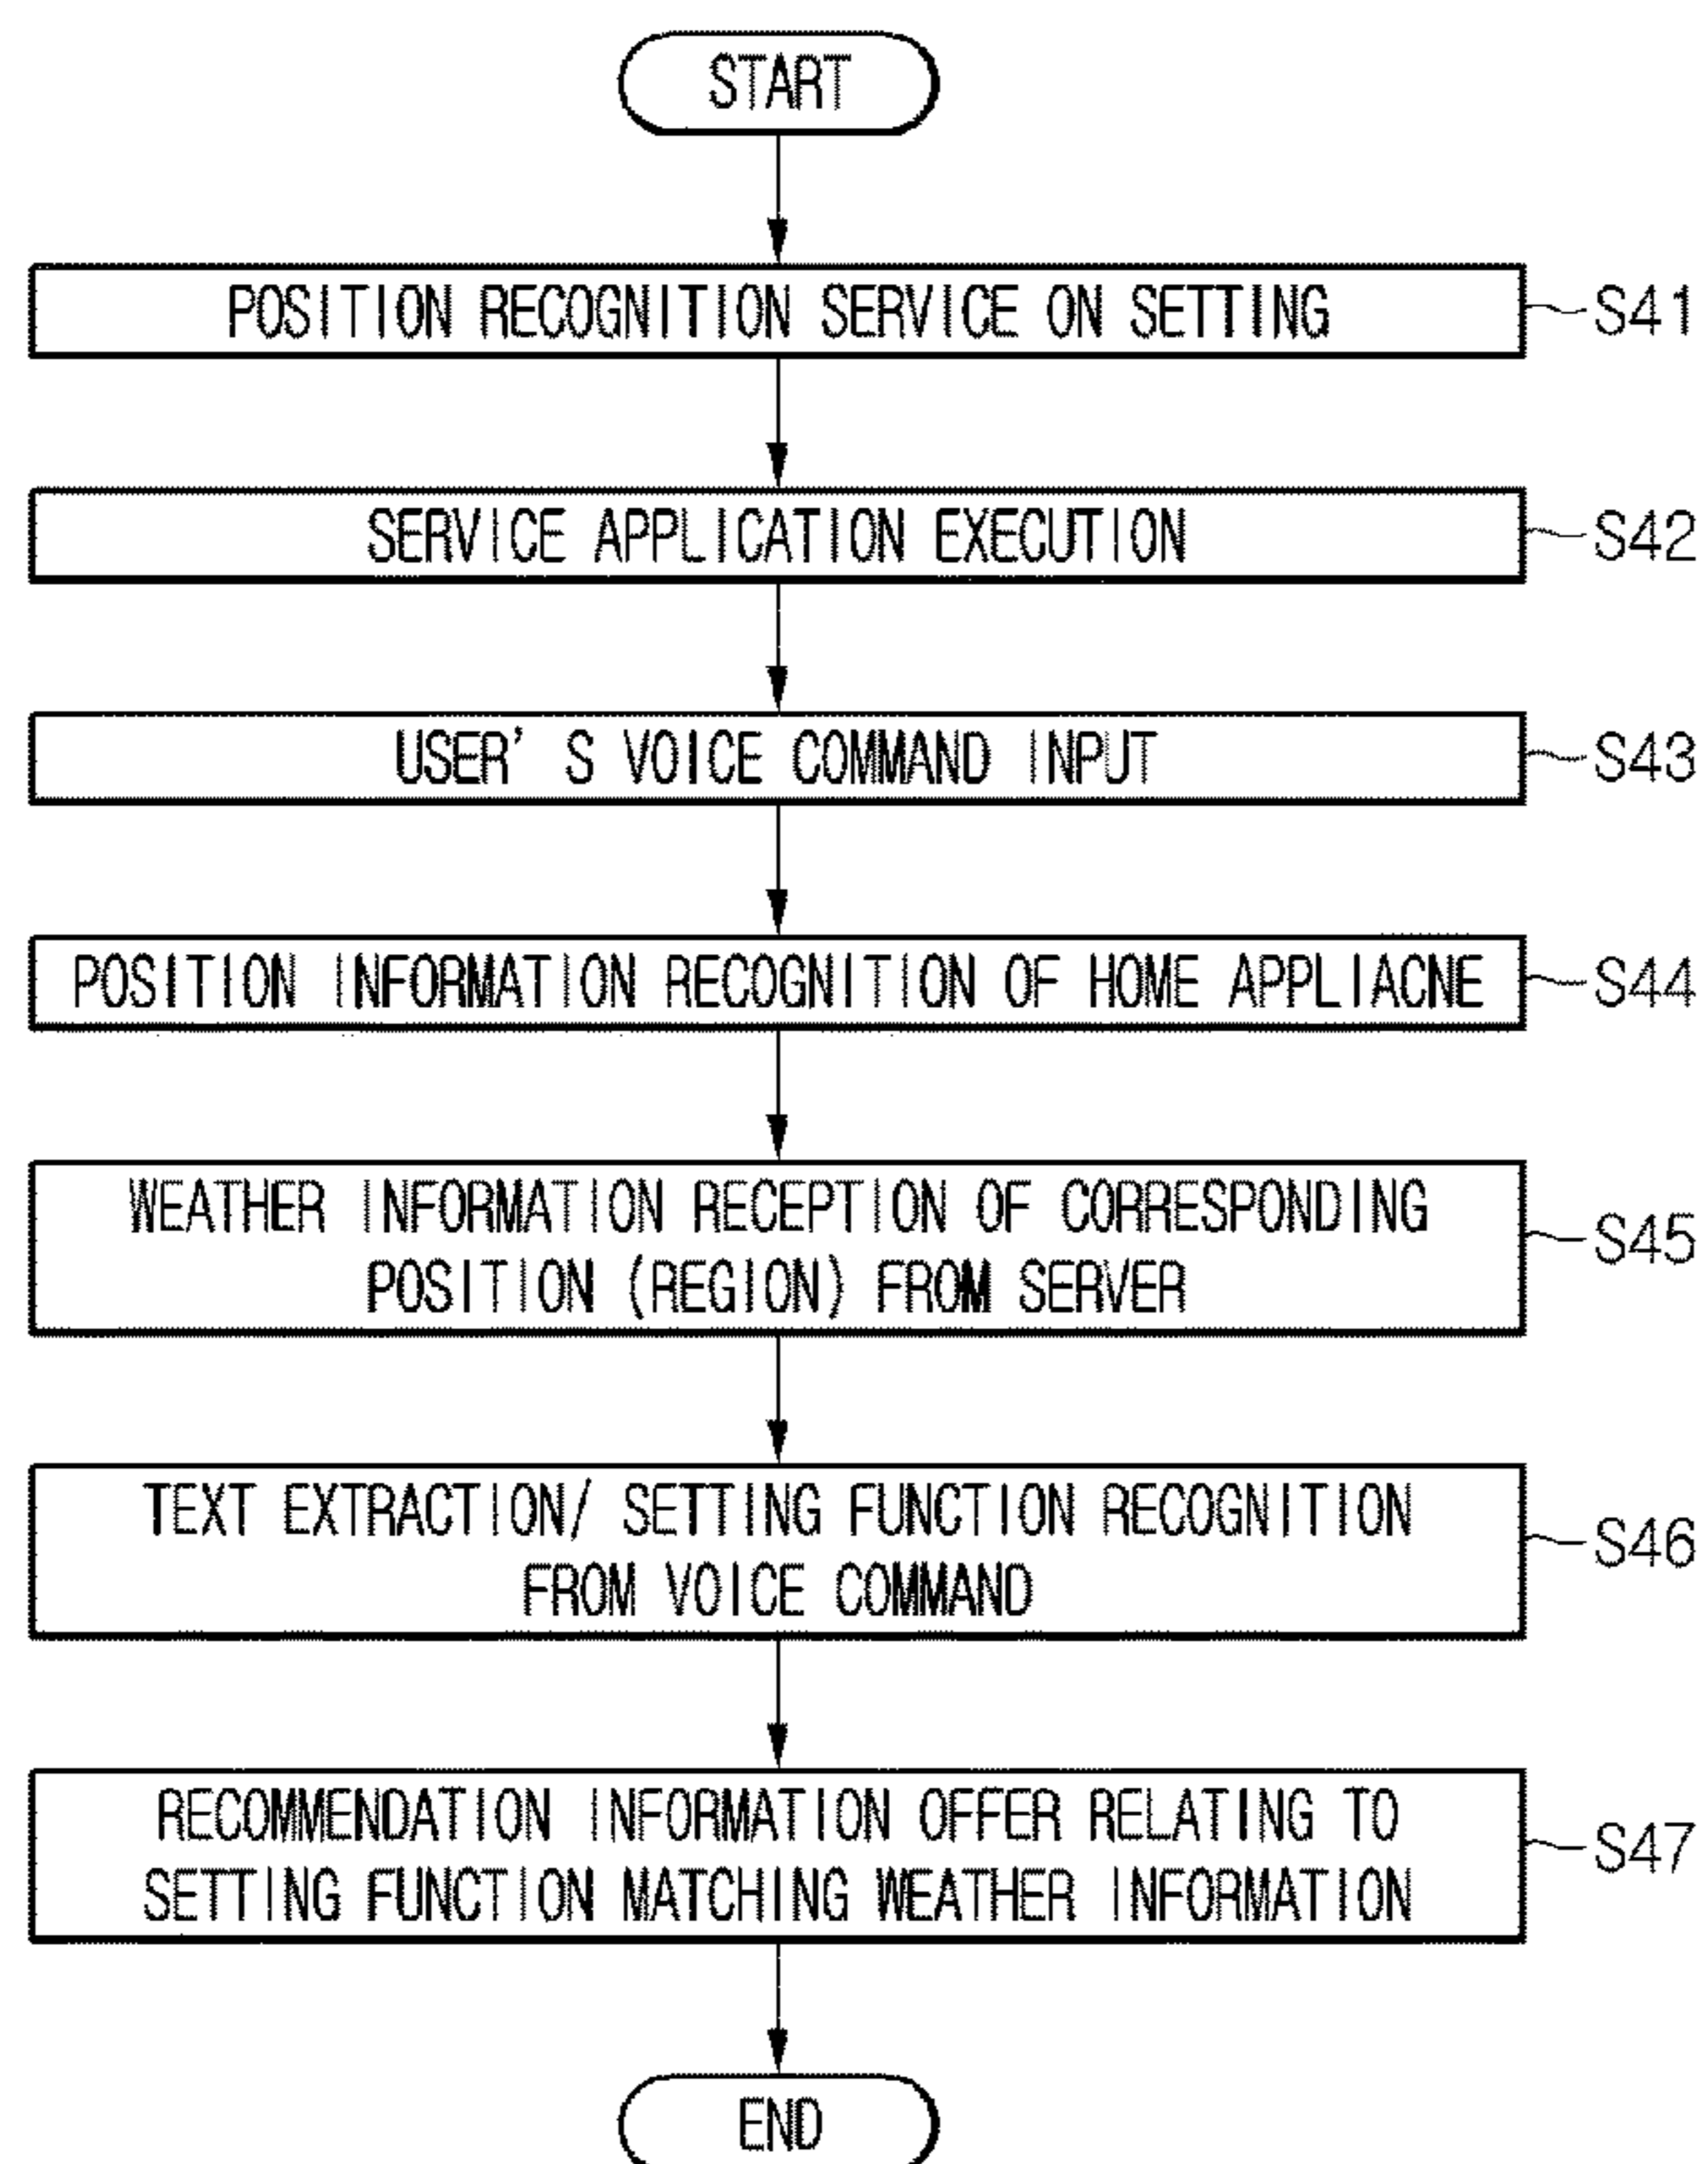 START
POSITION RECOGNITION SERVICE ON SETTING
S41
SERVICE APPLICATION EXECUTION
S42
USER' S VOICE COMMAND INPUT
S43
POSITION INFORMATION RECOGNITION OF HOME APPLIACNE
S44
WEATHER INFORMATION RECEPTION OF CORRESPONDING
POSITION (REGION) FROM SERVER
S45
TEXT EXTRACTION/ SETTING FUNCTION RECOGNITION
FROM VOICE COMMAND
S46
RECOMMENDATION INFORMATION OFFER RELATING TO
SETTING FUNCTION MATCHING WEATHER INFORMATION
S47
END